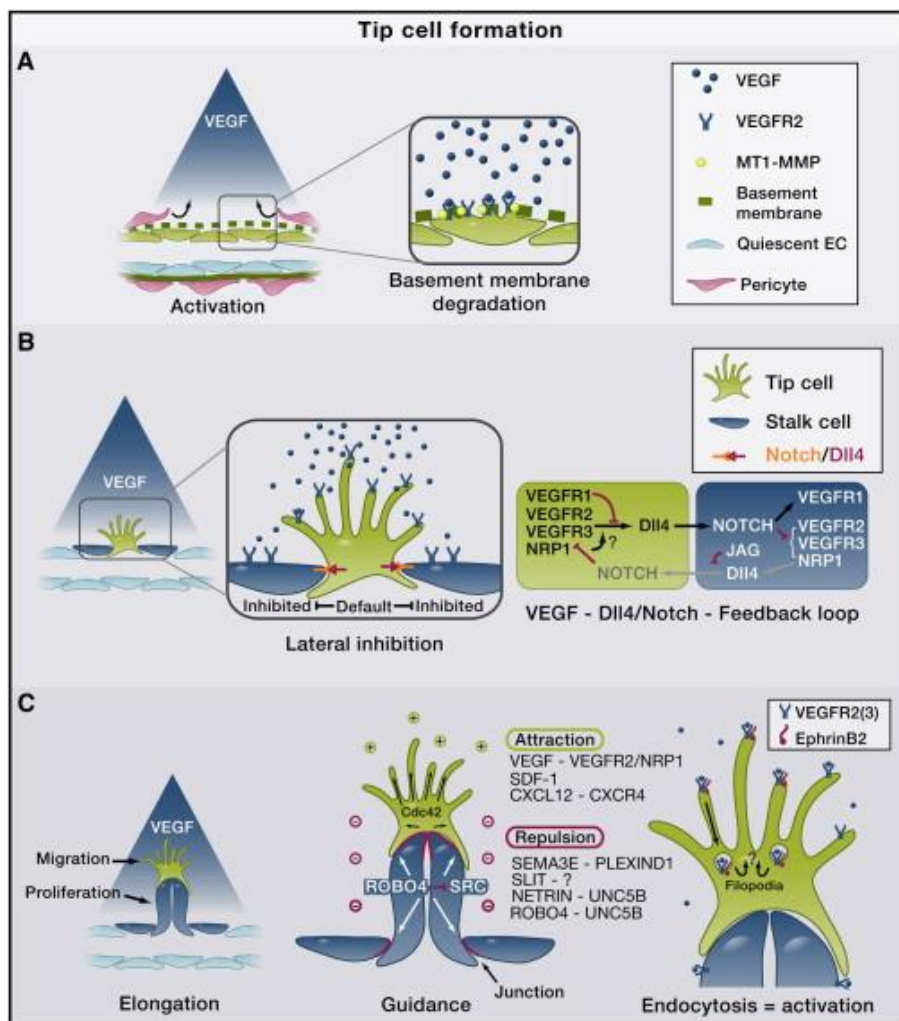 Tip cell formation
A
VEGF
Activation
Basement membrane
degradation
VEGF
VEGFR2
MT1-MMP
Basement
membrane
Quiescent EC
Pericyte
B
VEGF
Inhibited
Default
Inhibited
Lateral inhibition
Tip cell
Stalk cell
Notch/Dll4
VEGFR1
VEGFR2
VEGFR3
NRP1
?
Dll4
NOTCH
NOTCH
JAG
Dll4
VEGFR1
VEGFR2
VEGFR3
NRP1
VEGF - Dll4/Notch - Feedback loop
C
VEGF
Migration
Proliferation
Elongation
Cdc42
ROBO4
SRC
Junction
Guidance
Attraction
VEGF - VEGFR2/NRP1
SDF-1
CXCL12 - CXCR4
Repulsion
SEMA3E - PLEXIND1
SLIT - ?
NETRIN - UNC5B
ROBO4 - UNC5B
VEGFR2(3)
EphrinB2
?
Filopodia
Endocytosis = activation